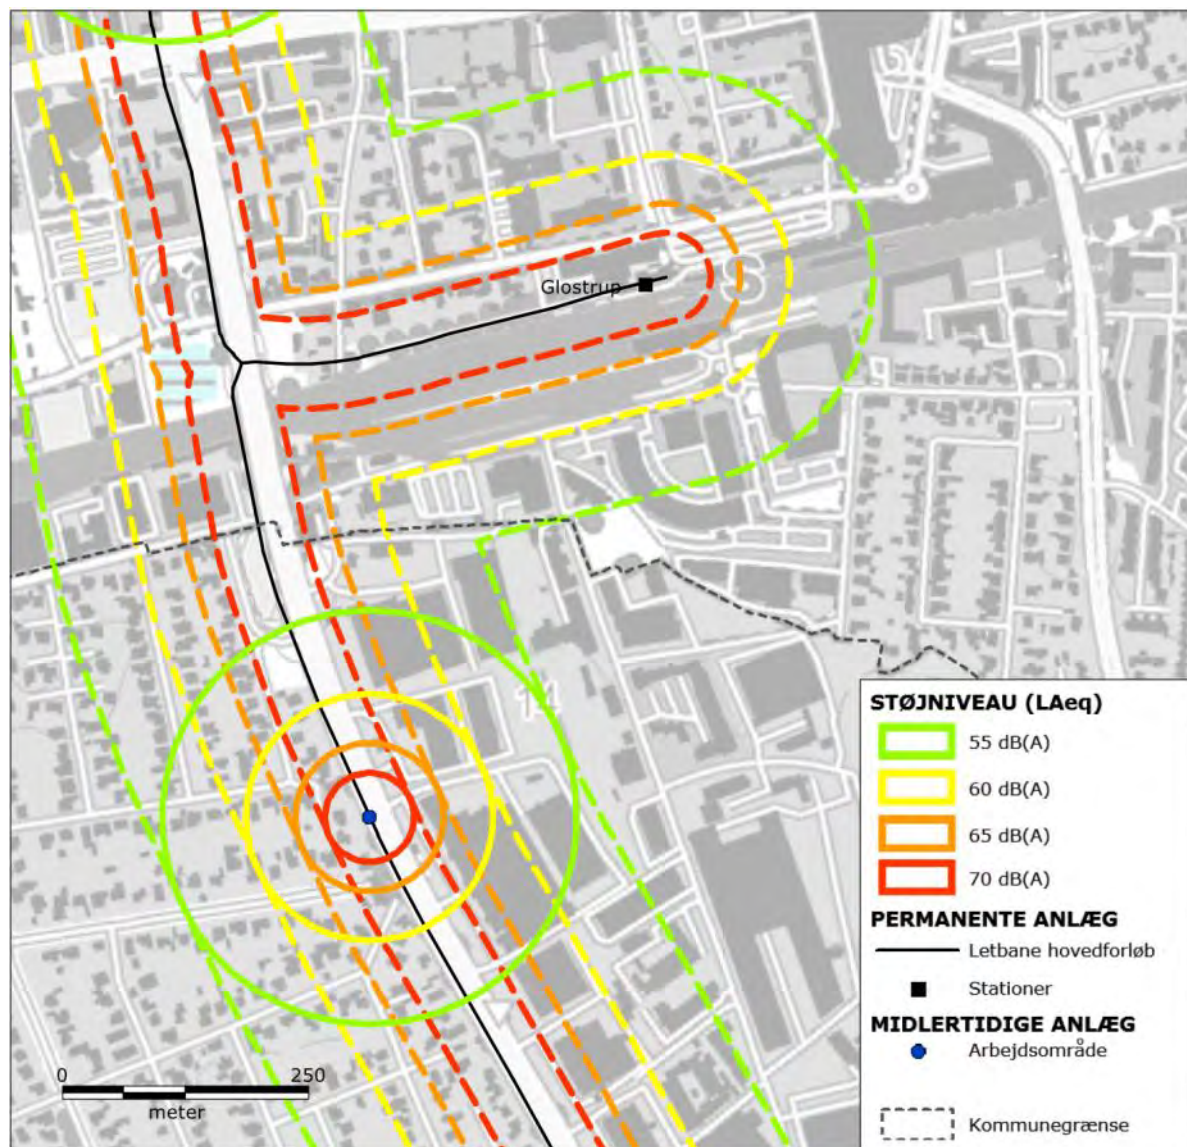 Glostrup
14
STØJNIVEAU (LAeq)
55 dB(A)
60 dB(A)
65 dB(A)
70 dB(A)
PERMANENTE ANLÆG
Letbane hovedforløb
Stationer
MIDLERTIDIGE ANLÆG
Arbejdsområde
Kommunegrænse
0 250
meter